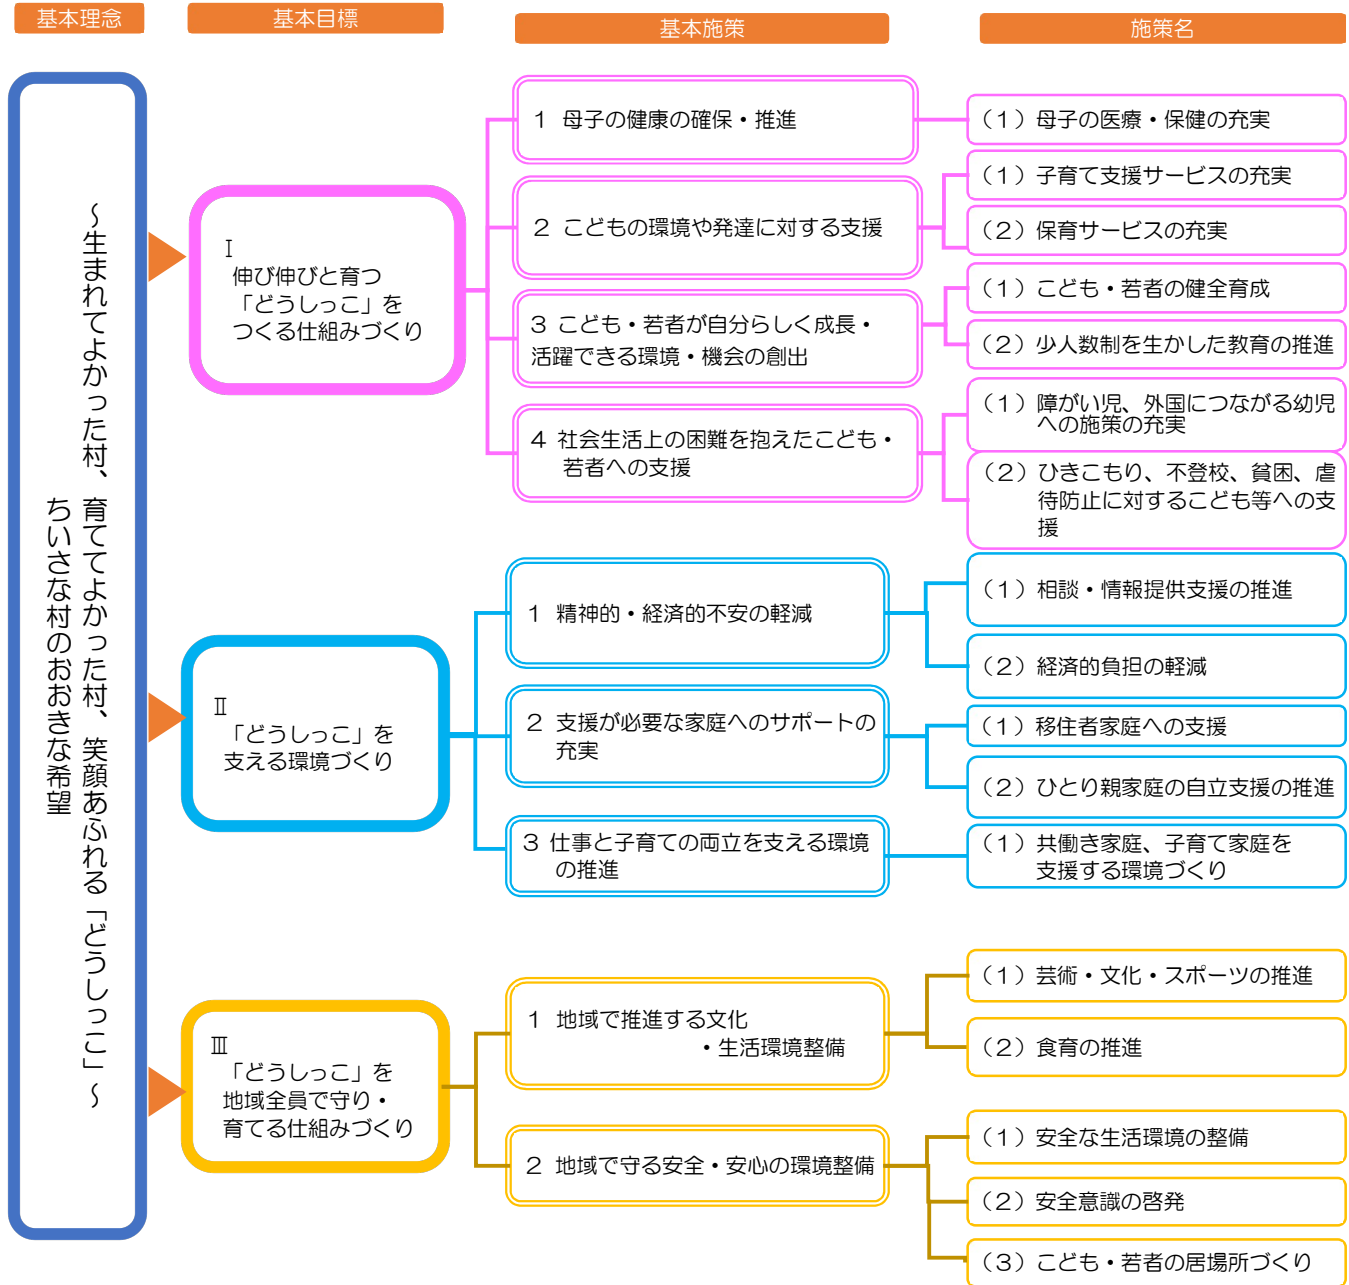 基本理念
基本目標
基本施策
施策名
～生まれてよかった村、育ててよかった村、笑顔あふれる「どうしっこ」～
ちいさな村のおおきな希望
Ⅰ
伸び伸びと育つ
「どうしっこ」を
つくる仕組みづくり
１ 母子の健康の確保・推進
（１）母子の医療・保健の充実
２ こどもの環境や発達に対する支援
（１）子育て支援サービスの充実
（２）保育サービスの充実
３ こども・若者が自分らしく成長・
活躍できる環境・機会の創出
（１）こども・若者の健全育成
（２）少人数制を生かした教育の推進
４ 社会生活上の困難を抱えたこども・
若者への支援
（１）障がい児、外国につながる幼児
への施策の充実
（２）ひきこもり、不登校、貧困、虐
待防止に対するこども等への支
援
Ⅱ
「どうしっこ」を
支える環境づくり
１ 精神的・経済的不安の軽減
（１）相談・情報提供支援の推進
（２）経済的負担の軽減
２ 支援が必要な家庭へのサポートの
充実
（１）移住者家庭への支援
（２）ひとり親家庭の自立支援の推進
３ 仕事と子育ての両立を支える環境
の推進
（１）共働き家庭、子育て家庭を
支援する環境づくり
Ⅲ
「どうしっこ」を
地域全員で守り・
育てる仕組みづくり
１ 地域で推進する文化
・生活環境整備
（１）芸術・文化・スポーツの推進
（２）食育の推進
２ 地域で守る安全・安心の環境整備
（１）安全な生活環境の整備
（２）安全意識の啓発
（３）こども・若者の居場所づくり